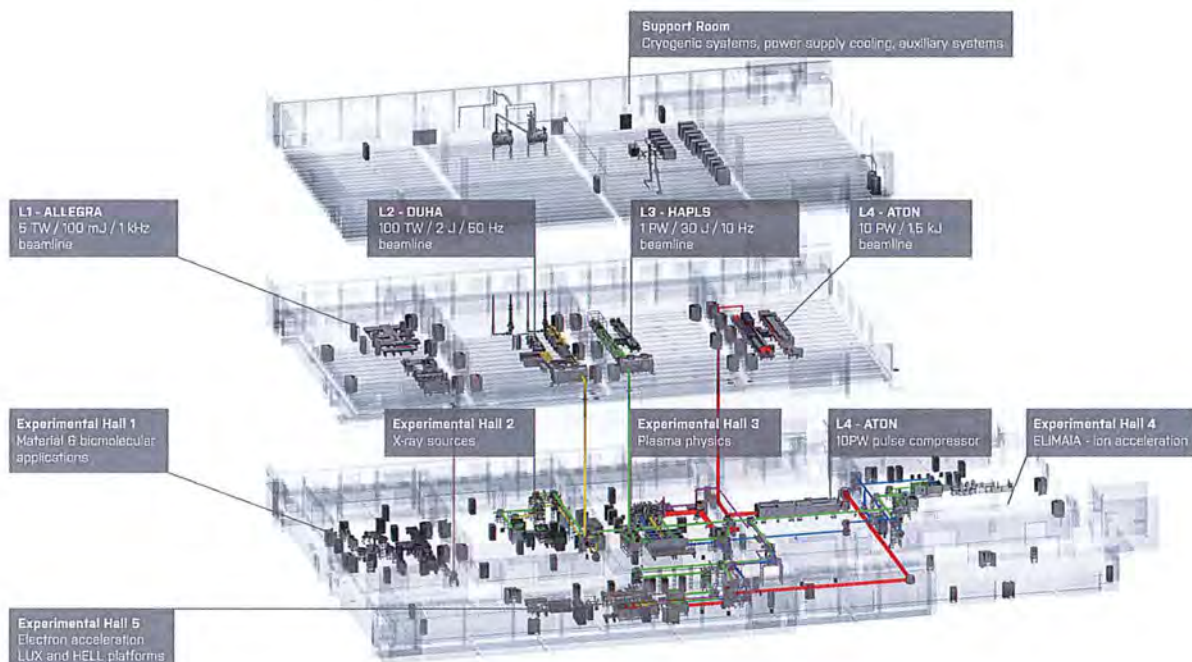 Support Room
Cryogenic systems, power supply cooling, auxiliary systems
L1 - ALLEGRA
5 TW / 100 mJ / 1 kHz
beamline
L2 - DUHA
100 TW / 2 J / 50 Hz
beamline
L3 - HAPLS
1 PW / 30 J / 10 Hz
beamline
L4 - ATON
10 PW / 1,5 kJ
beamline
Experimental Hall 1
Material & biomolecular
applications
Experimental Hall 2
X-ray sources
Experimental Hall 3
Plasma physics
L4 - ATON
10PW pulse compressor
Experimental Hall 4
ELIMAIA - Ion acceleration
Experimental Hall 5
Electron acceleration
LUX and HELL platforms